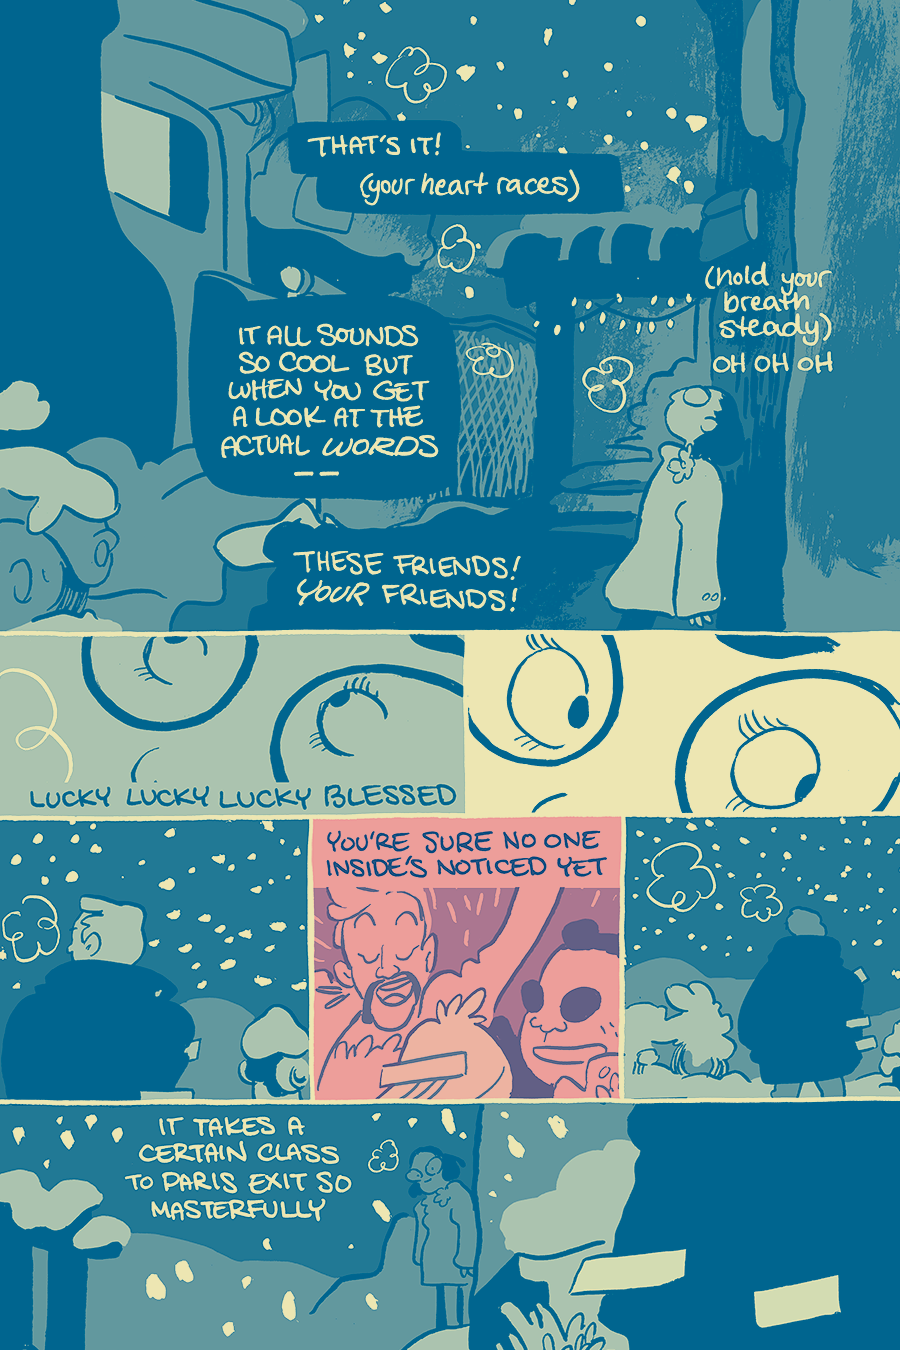 THAT'S IT!
(your heart races)
(hold your
breath
steady)
OH OH OH
IT ALL SOUNDS
SO COOL BUT
WHEN YOU GET
A LOOK AT THE
ACTUAL WORDS
— —
THESE FRIENDS!
YOUR FRIENDS!
LUCKY LUCKY LUCKY BLESSED
YOU'RE SURE NO ONE
INSIDE'S NOTICED YET
IT TAKES A
CERTAIN CLASS
TO PARIS EXIT SO
MASTERFULLY